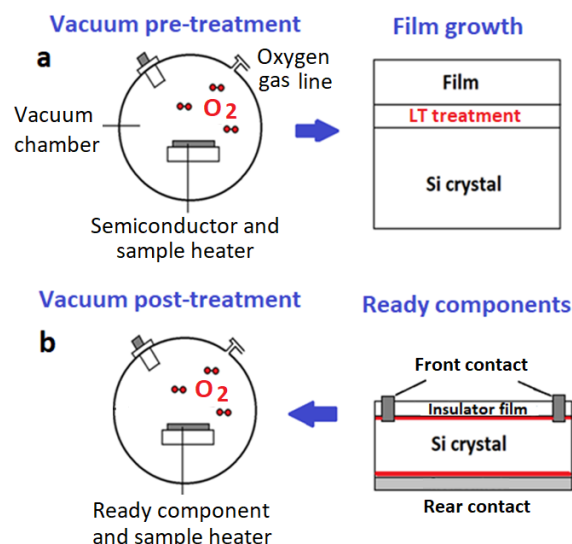 Vacuum pre-treatment
Film growth
a
Oxygen
gas line
O2
Vacuum
chamber
Semiconductor and
sample heater
Film
LT treatment
Si crystal
Vacuum post-treatment
Ready components
b
O2
Ready component
and sample heater
Front contact
Insulator film
Si crystal
Rear contact